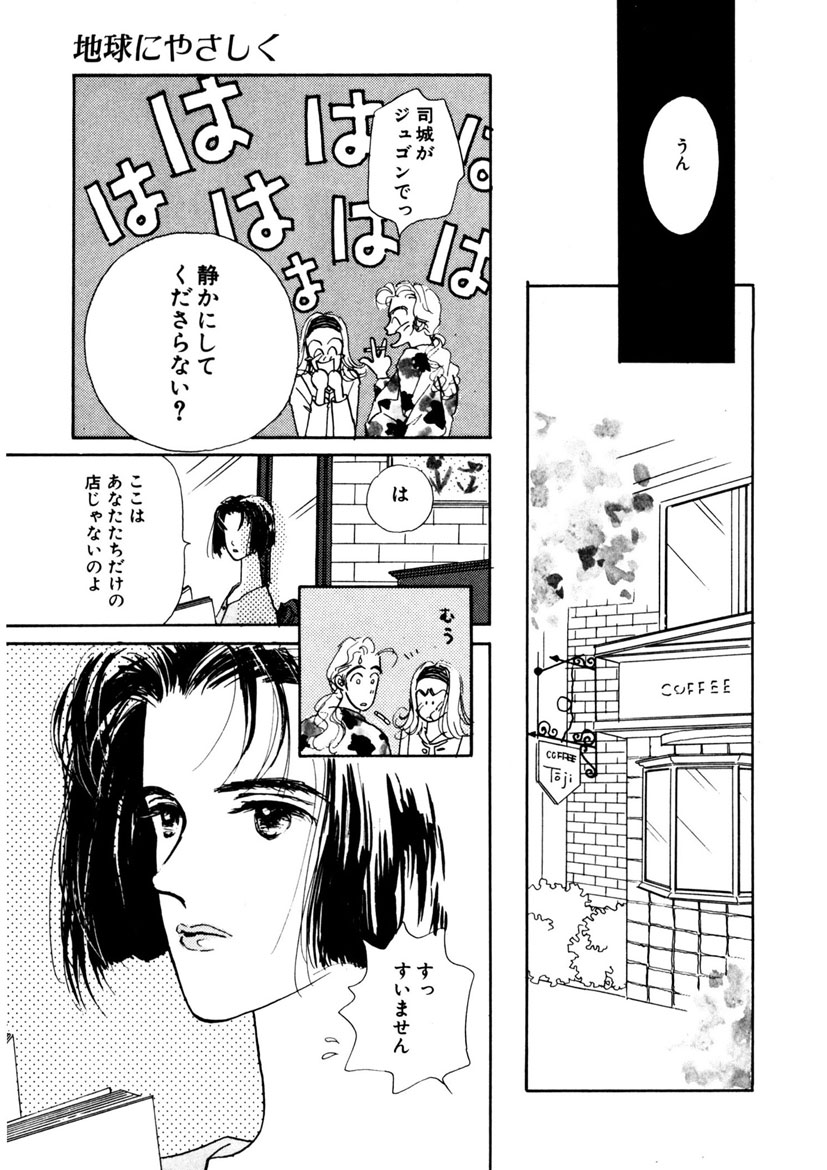 地球にやさしく
うん
COFFEE
COFFEE
Tōji
司城が
ジュゴンでっ
は
は
は
は
は
は
は
は
静かにして
くださらない？
は
ここは
あなたたちだけの
店じゃないのよ
むう
すっ
すいません